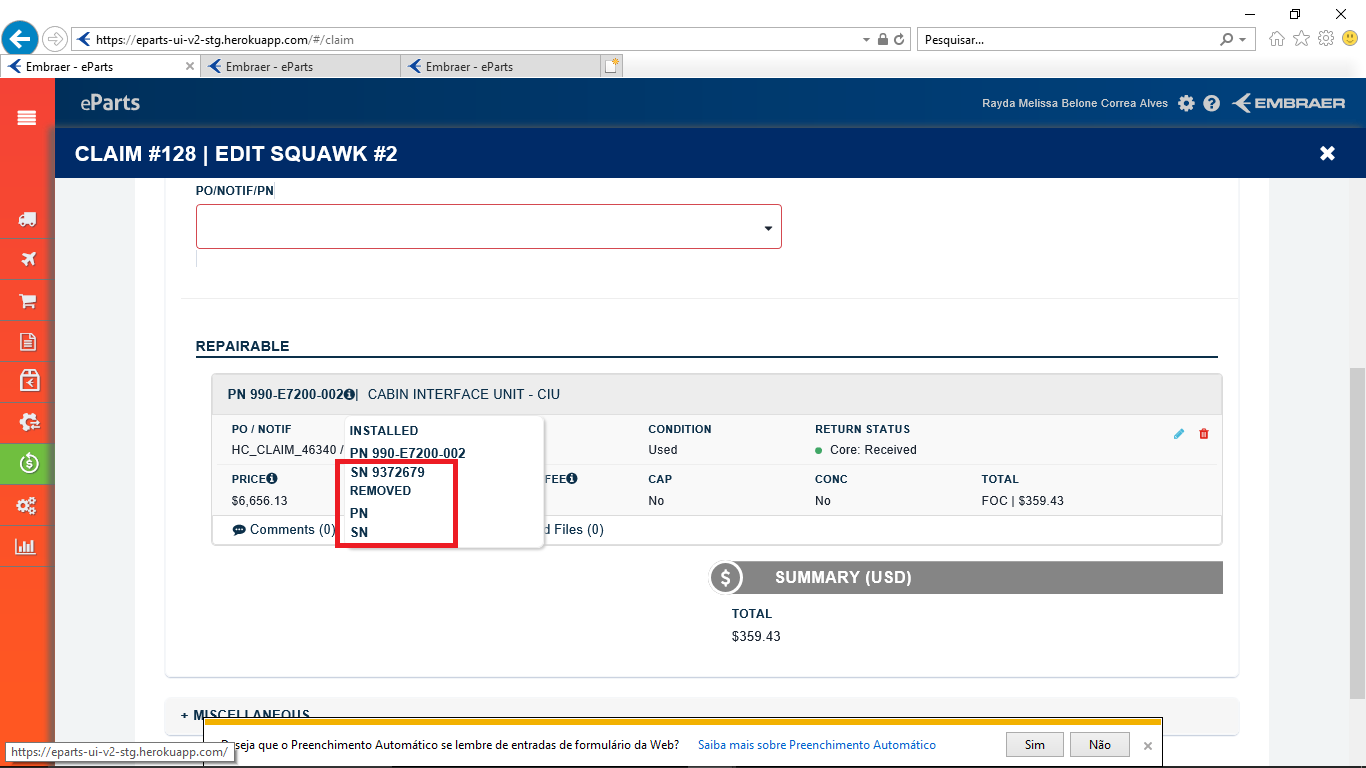 https://eparts-ui-v2-stg.herokuapp.com/#/claim
Pesquisar...
Embraer - eParts
Embraer - eParts
Embraer - eParts
eParts
Rayda Melissa Belone Correa Alves
EMBRAER
CLAIM #128 | EDIT SQUAWK #2
PO/NOTIF/PN
REPAIRABLE
PN 990-E7200-002 | CABIN INTERFACE UNIT - CIU
PO / NOTIF
CONDITION
RETURN STATUS
HC_CLAIM_46340 /
Used
Core: Received
INSTALLED
PN 990-E7200-002
SN 9372679
REMOVED
PN
SN
PRICE
FEE
CAP
CONC
TOTAL
$6,656.13
No
No
FOC | $359.43
Comments (0)
d Files (0)
SUMMARY (USD)
TOTAL
$359.43
+ MISCELLANEOUS
Deseja que o Preenchimento Automático se lembre de entradas de formulário da Web?
Saiba mais sobre Preenchimento Automático
Sim
Não
https://eparts-ui-v2-stg.herokuapp.com/